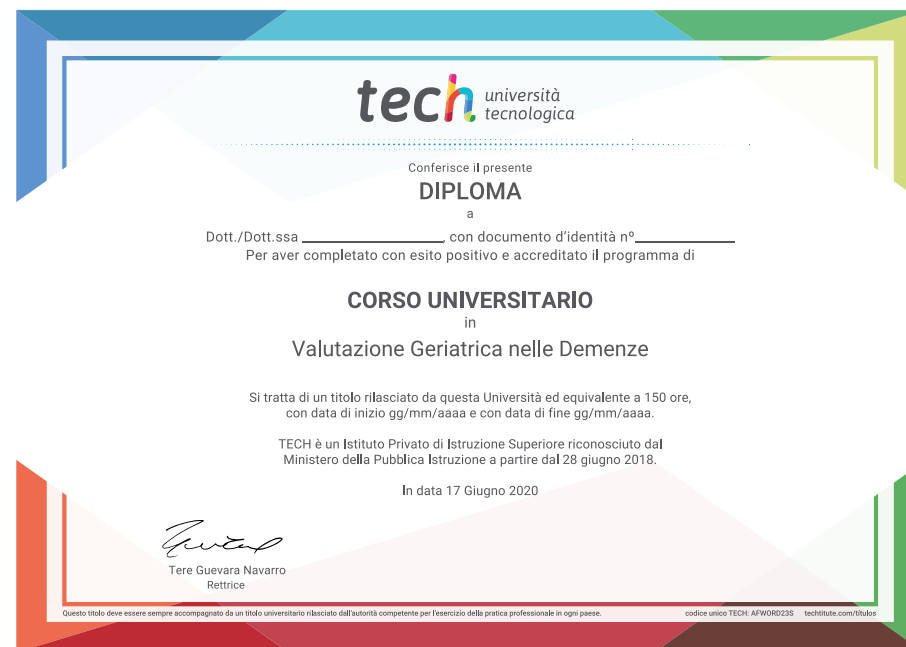 tech università
tecnologica
Conferisce il presente
DIPLOMA
a
Dott./Dott.ssa ____________________, con documento d'identità nº______________
Per aver completato con esito positivo e accreditato il programma di
CORSO UNIVERSITARIO
in
Valutazione Geriatrica nelle Demenze
Si tratta di un titolo rilasciato da questa Università ed equivalente a 150 ore,
con data di inizio gg/mm/aaaa e con data di fine gg/mm/aaaa.
TECH è un Istituto Privato di Istruzione Superiore riconosciuto dal
Ministero della Pubblica Istruzione a partire dal 28 giugno 2018.
In data 17 Giugno 2020
Tere Guevara Navarro
Rettrice
Questo titolo deve essere sempre accompagnato da un titolo universitario rilasciato dall'autorità competente per l'esercizio della pratica professionale in ogni paese. codice unico TECH: AFWORD23S techtitute.com/títulos